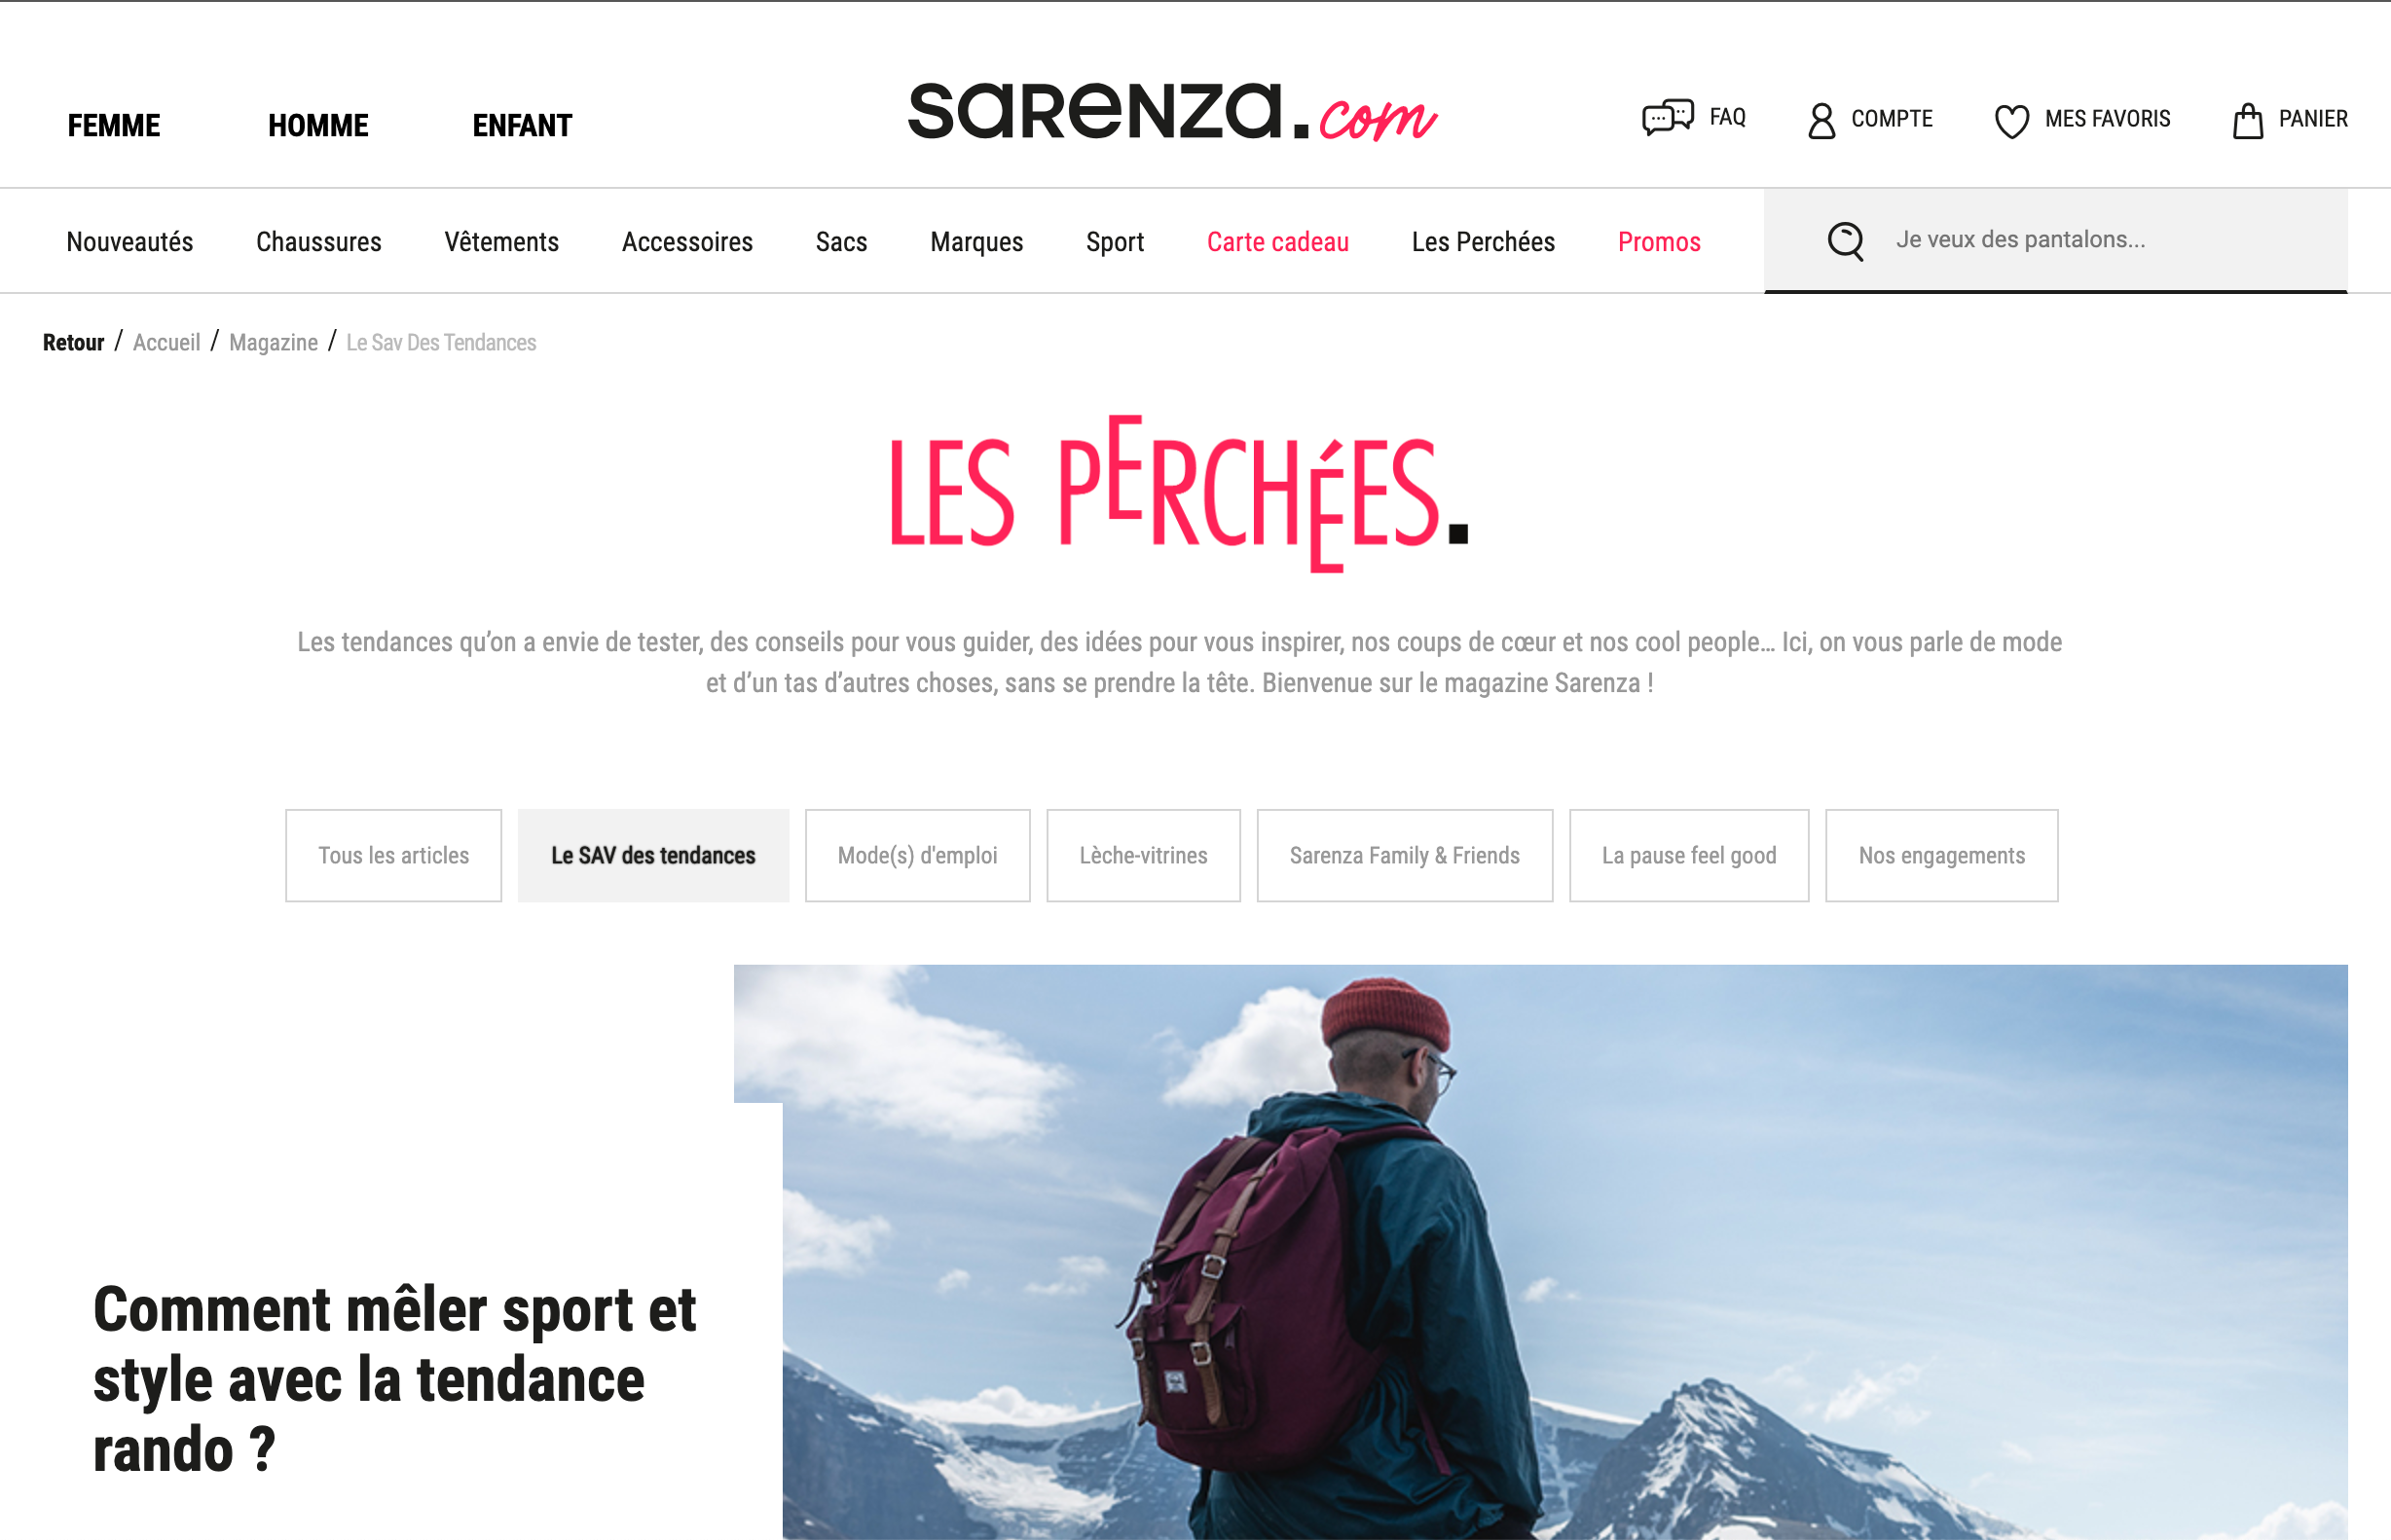 FEMME HOMME ENFANT sarenza.com FAQ COMPTE MES FAVORIS PANIER
Nouveautés Chaussures Vêtements Accessoires Sacs Marques Sport Carte cadeau Les Perchées Promos Je veux des pantalons...
Retour / Accueil / Magazine / Le Sav Des Tendances
LES PERCHÉES.
Les tendances qu’on a envie de tester, des conseils pour vous guider, des idées pour vous inspirer, nos coups de cœur et nos cool people… Ici, on vous parle de mode
et d’un tas d’autres choses, sans se prendre la tête. Bienvenue sur le magazine Sarenza !
Tous les articles Le SAV des tendances Mode(s) d'emploi Lèche-vitrines Sarenza Family & Friends La pause feel good Nos engagements
Comment mêler sport et
style avec la tendance
rando ?